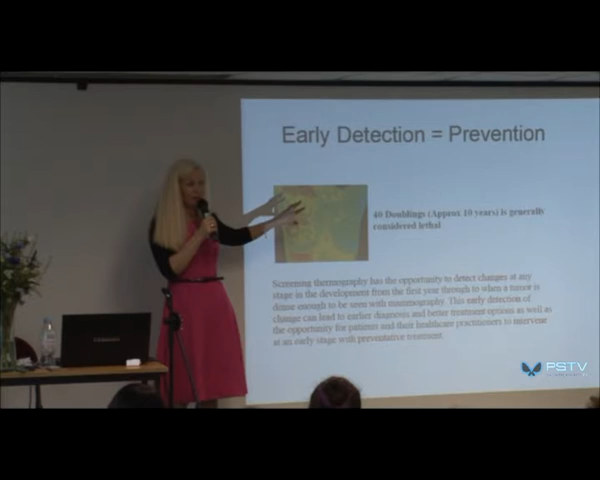 Early Detection = Prevention
40 Doublings (Approx 10 years) is generally
considered lethal
Screening thermography has the opportunity to detect changes at any
stage in the development from the first year through to when a tumor is
dense enough to be seen with mammography. This early detection of
change can lead to earlier diagnosis and better treatment options as well as
the opportunity for patients and their healthcare practitioners to intervene
at an early stage with preventative treatment.
PSTV
TOSHIBA